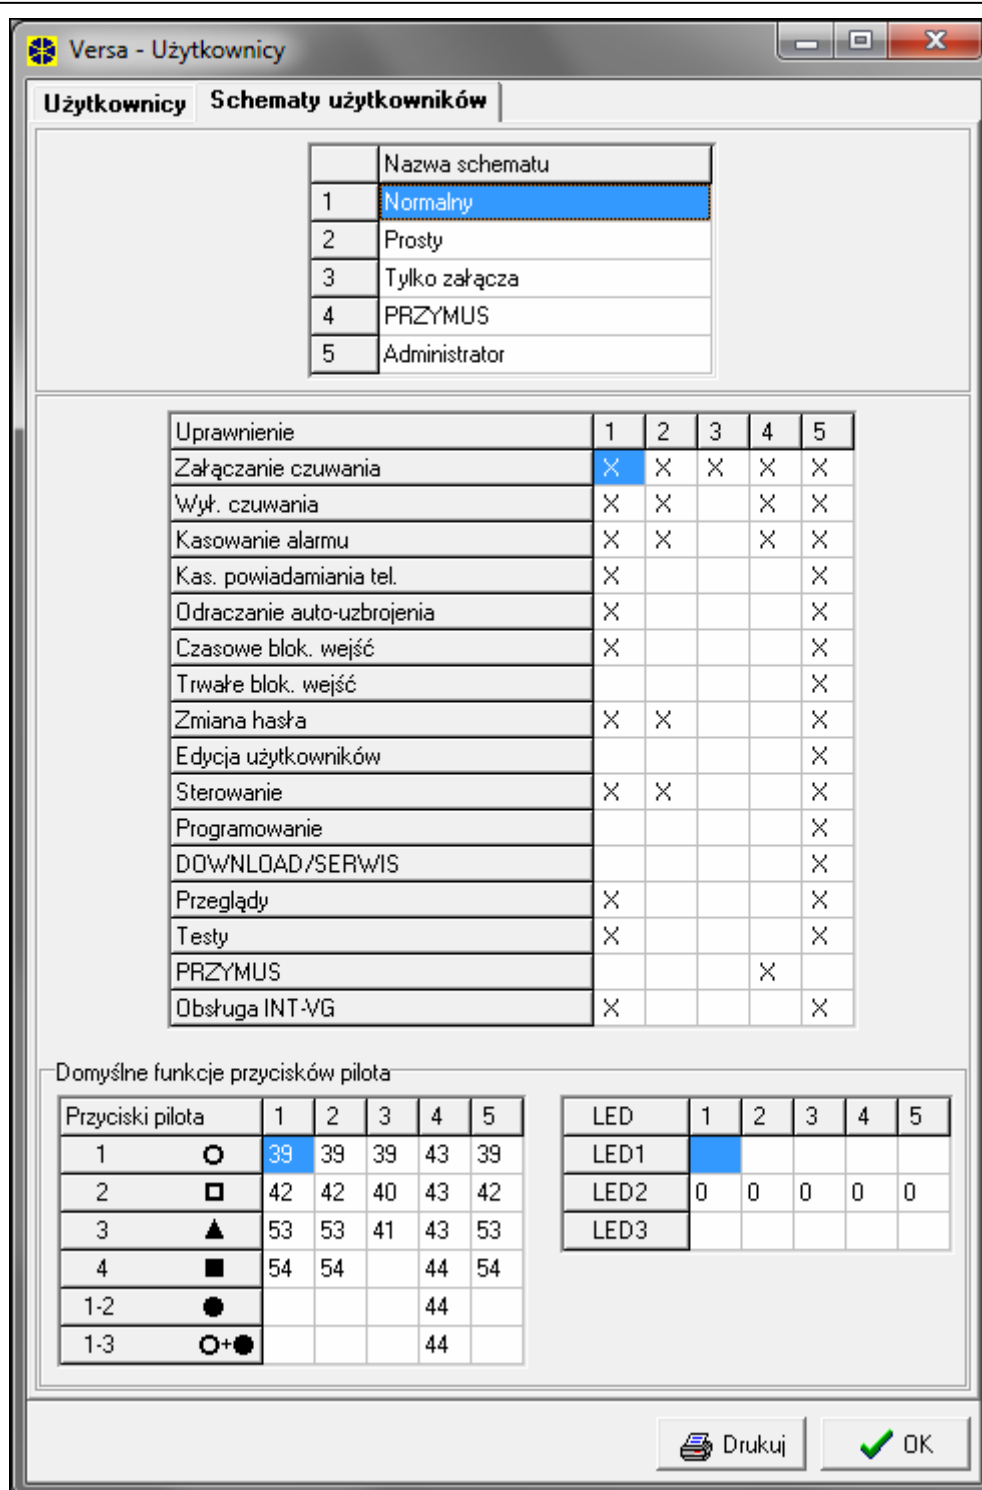 Versa - Użytkownicy
Użytkownicy Schematy użytkowników
Nazwa schematu
1 Normalny
2 Prosty
3 Tylko załącza
4 PRZYMUS
5 Administrator
Uprawnienie 1 2 3 4 5
Załączanie czuwania X X X X X
Wył. czuwania X X X X
Kasowanie alarmu X X X X
Kas. powiadamiania tel. X X
Odraczanie auto-uzbrojenia X X
Czasowe blok. wejść X X
Trwałe blok. wejść X
Zmiana hasła X X X
Edycja użytkowników X
Sterowanie X X X
Programowanie X
DOWNLOAD/SERWIS X
Przeglądy X X
Testy X X
PRZYMUS X
Obsługa INT-VG X X
Domyślne funkcje przycisków pilota
Przyciski pilota 1 2 3 4 5
1 39 39 39 43 39
2 42 42 40 43 42
3 53 53 41 43 53
4 54 54 44 54
1-2 44
1-3 + 44
LED 1 2 3 4 5
LED1
LED2 0 0 0 0 0
LED3
Drukuj OK